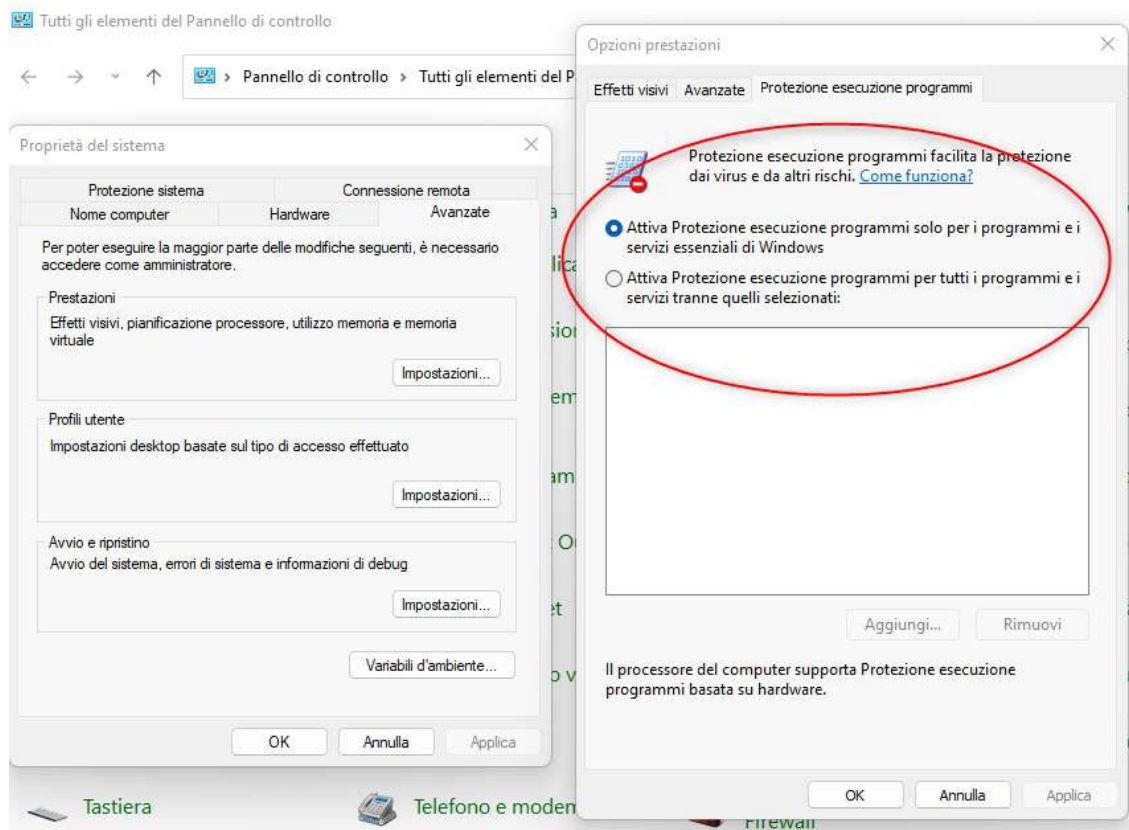 Tutti gli elementi del Pannello di controllo
Pannello di controllo > Tutti gli elementi del P
Proprietà del sistema
Protezione sistema
Connessione remota
Nome computer
Hardware
Avanzate
Per poter eseguire la maggior parte delle modifiche seguenti, è necessario
accedere come amministratore.
Prestazioni
Effetti visivi, pianificazione processore, utilizzo memoria e memoria
virtuale
Impostazioni...
Profili utente
Impostazioni desktop basate sul tipo di accesso effettuato
Impostazioni...
Avvio e ripristino
Avvio del sistema, errori di sistema e informazioni di debug
Impostazioni...
Variabili d'ambiente...
OK
Annulla
Applica
Opzioni prestazioni
Effetti visivi
Avanzate
Protezione esecuzione programmi
Protezione esecuzione programmi facilita la protezione
dai virus e da altri rischi. Come funziona?
Attiva Protezione esecuzione programmi solo per i programmi e i
servizi essenziali di Windows
Attiva Protezione esecuzione programmi per tutti i programmi e i
servizi tranne quelli selezionati:
Aggiungi...
Rimuovi
Il processore del computer supporta Protezione esecuzione
programmi basata su hardware.
OK
Annulla
Applica
Tastiera
Telefono e modem
Firewall